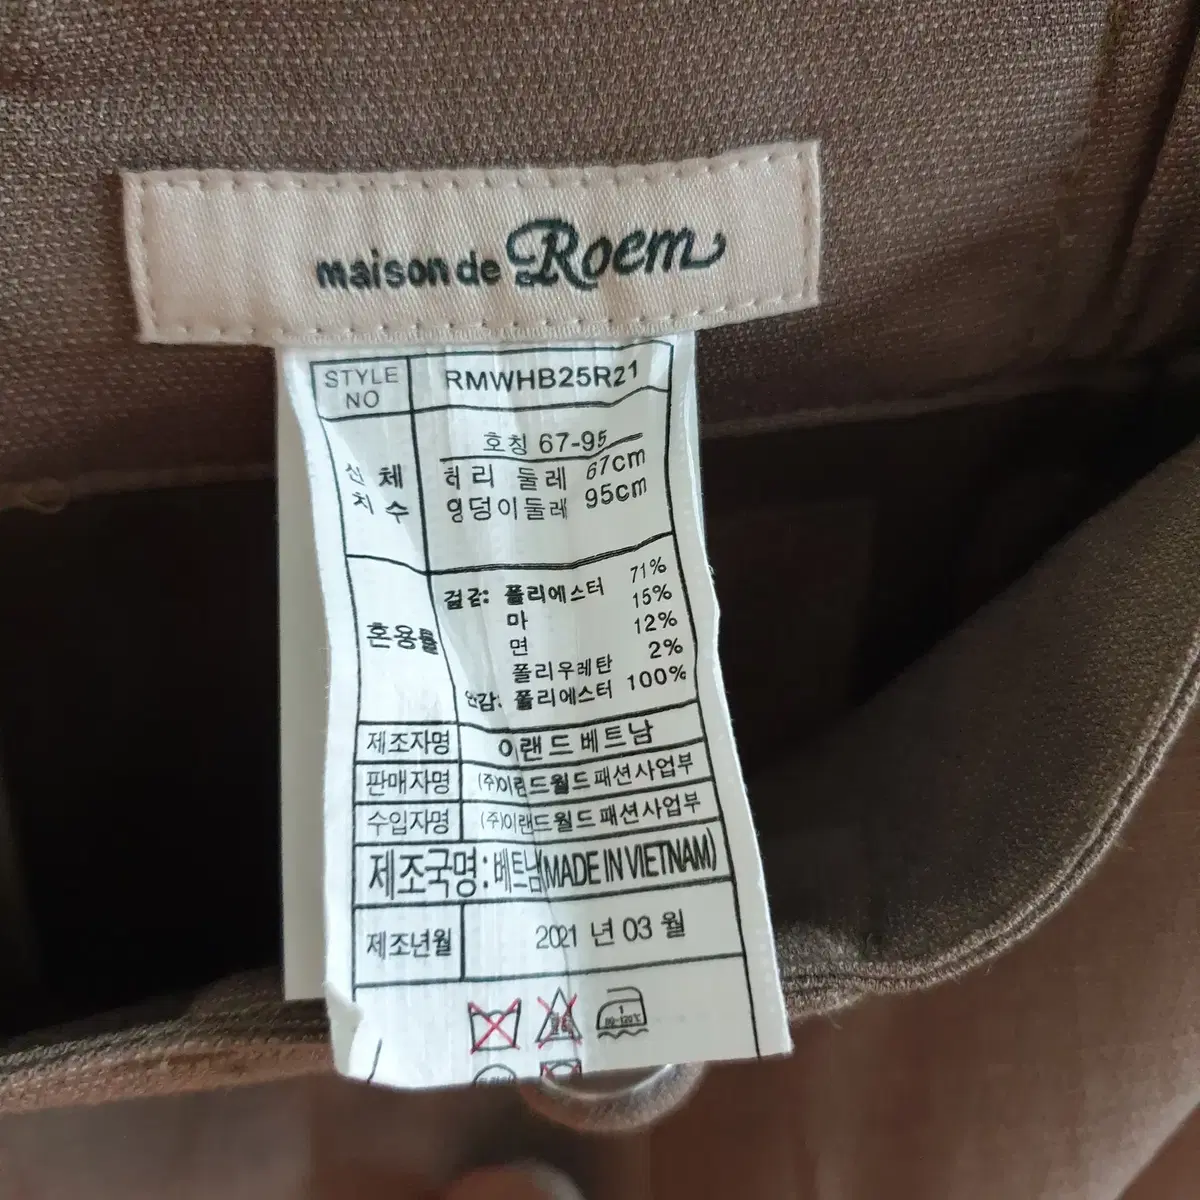 maison de Roem
STYLE NO RMWHB25R21
신체 치수
호칭 67-95
허리 둘레 67cm
엉덩이둘레 95cm
혼용률
겉감: 폴리에스터 71%
마 15%
면 12%
폴리우레탄 2%
안감: 폴리에스터 100%
제조자명 이랜드베트남
판매자명 (주)이랜드월드패션사업부
수입자명 (주)이랜드월드패션사업부
제조국명: 베트남(MADE IN VIETNAM)
제조년월 2021 년 03 월
1
80-120℃